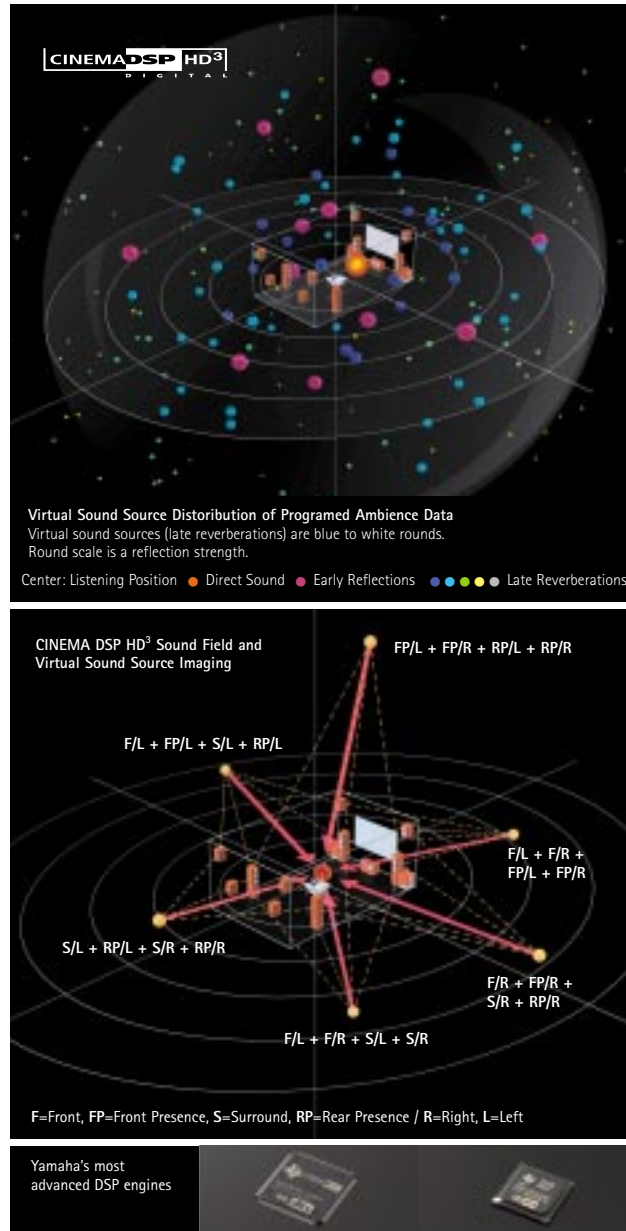 CINEMA DSP HD³
DIGITAL
Virtual Sound Source Distoribution of Programed Ambience Data
Virtual sound sources (late reverberations) are blue to white rounds.
Round scale is a reflection strength.
Center: Listening Position Direct Sound Early Reflections Late Reverberations
CINEMA DSP HD³ Sound Field and
Virtual Sound Source Imaging
FP/L + FP/R + RP/L + RP/R
F/L + FP/L + S/L + RP/L
F/L + F/R +
FP/L + FP/R
S/L + RP/L + S/R + RP/R
F/R + FP/R +
S/R + RP/R
F/L + F/R + S/L + S/R
F=Front, FP=Front Presence, S=Surround, RP=Rear Presence / R=Right, L=Left
Yamaha's most
advanced DSP engines